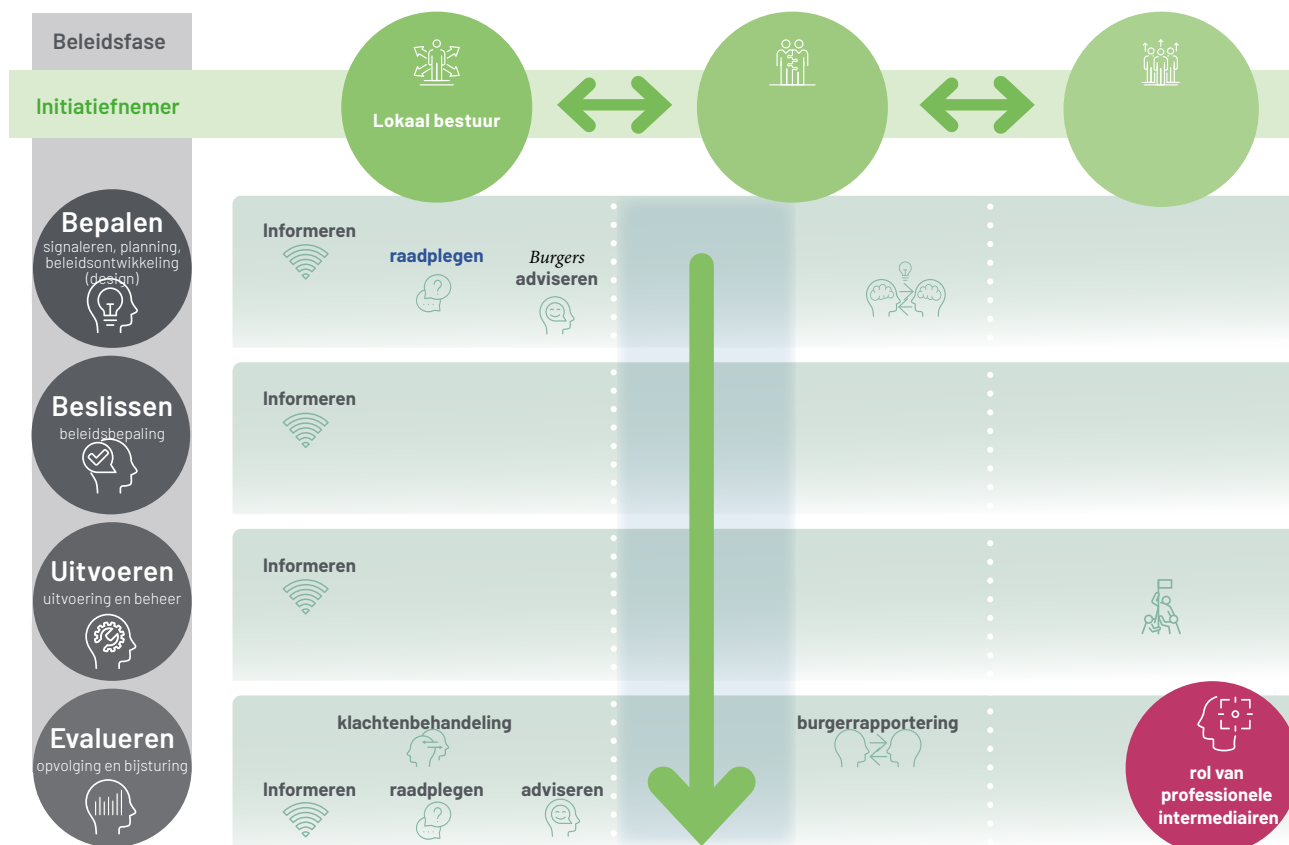 Beleidsfase
Initiatiefnemer
Lokaal bestuur
Bepalen
signaleren, planning,
beleidsontwikkeling
(design)
Informeren
raadplegen
Burgers
adviseren
Beslissen
beleidsbepaling
Informeren
Uitvoeren
uitvoering en beheer
Informeren
Evalueren
opvolging en bijsturing
klachtenbehandeling
burgerrapportering
Informeren
raadplegen
adviseren
rol van
professionele
intermediairen